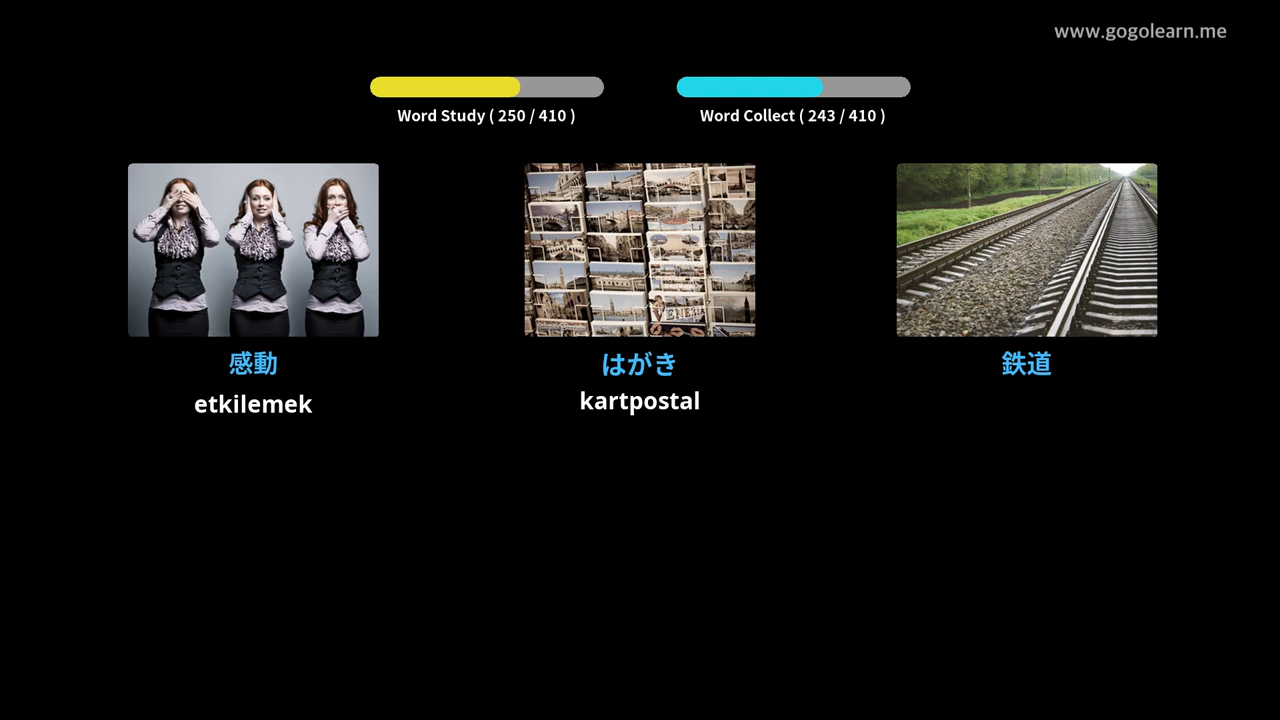 www.gogolearn.me
Word Study ( 250 / 410 )
Word Collect ( 243 / 410 )
感動
はがき
鉄道
etkilemek
kartpostal
VENEZIA